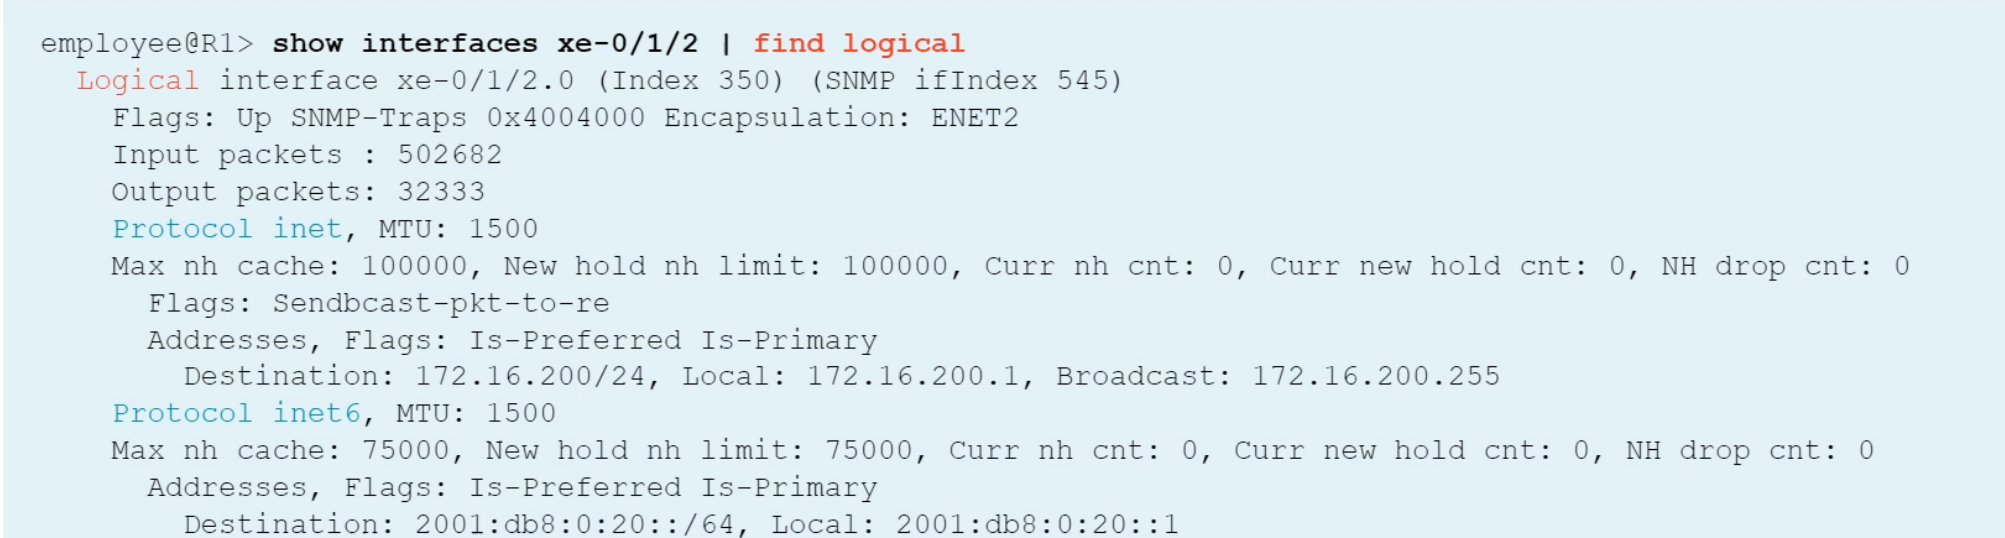 employee@R1> show interfaces xe-0/1/2 | find logical
Logical interface xe-0/1/2.0 (Index 350) (SNMP ifIndex 545)
Flags: Up SNMP-Traps 0x4004000 Encapsulation: ENET2
Input packets : 502682
Output packets: 32333
Protocol inet, MTU: 1500
Max nh cache: 100000, New hold nh limit: 100000, Curr nh cnt: 0, Curr new hold cnt: 0, NH drop cnt: 0
Flags: Sendbcast-pkt-to-re
Addresses, Flags: Is-Preferred Is-Primary
Destination: 172.16.200/24, Local: 172.16.200.1, Broadcast: 172.16.200.255
Protocol inet6, MTU: 1500
Max nh cache: 75000, New hold nh limit: 75000, Curr nh cnt: 0, Curr new hold cnt: 0, NH drop cnt: 0
Addresses, Flags: Is-Preferred Is-Primary
Destination: 2001:db8:0:20::/64, Local: 2001:db8:0:20::1